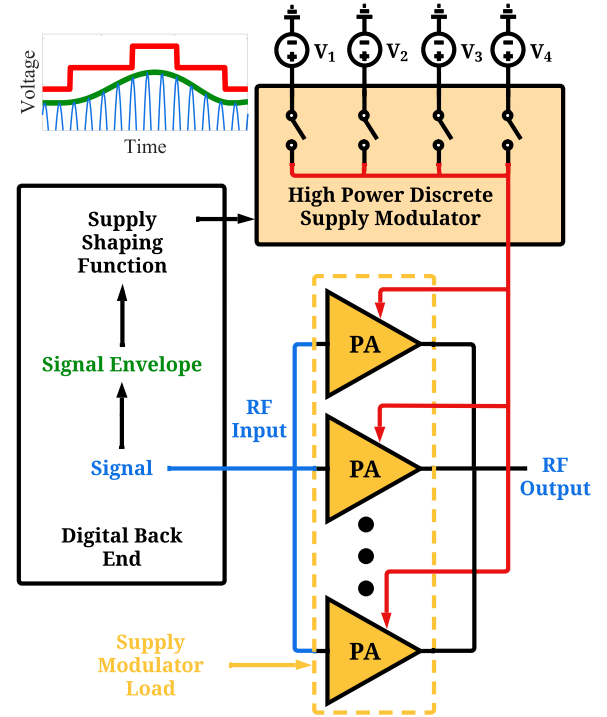 Voltage
Time
V1
V2
V3
V4
High Power Discrete
Supply Modulator
Supply
Shaping
Function
Signal Envelope
Signal
Digital Back
End
RF
Input
PA
PA
PA
RF
Output
Supply
Modulator
Load